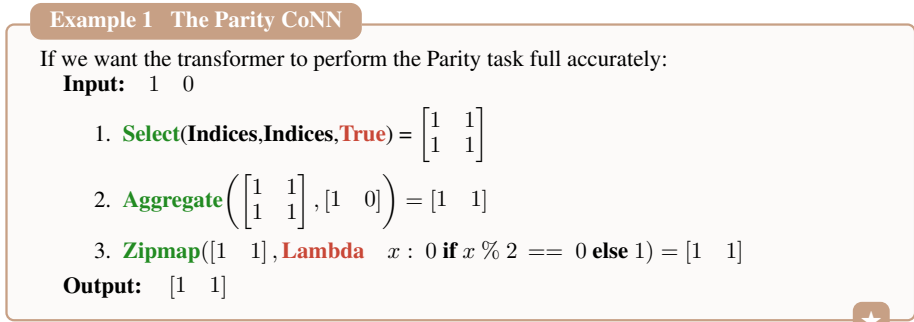 Example 1 The Parity CoNN
If we want the transformer to perform the Parity task full accurately:
Input: 1 0
1. Select(Indices,Indices,True) = [1 1
1 1]
2. Aggregate([1 1
1 1], [1 0]) = [1 1]
3. Zipmap([1 1], Lambda x : 0 if x % 2 == 0 else 1) = [1 1]
Output: [1 1]